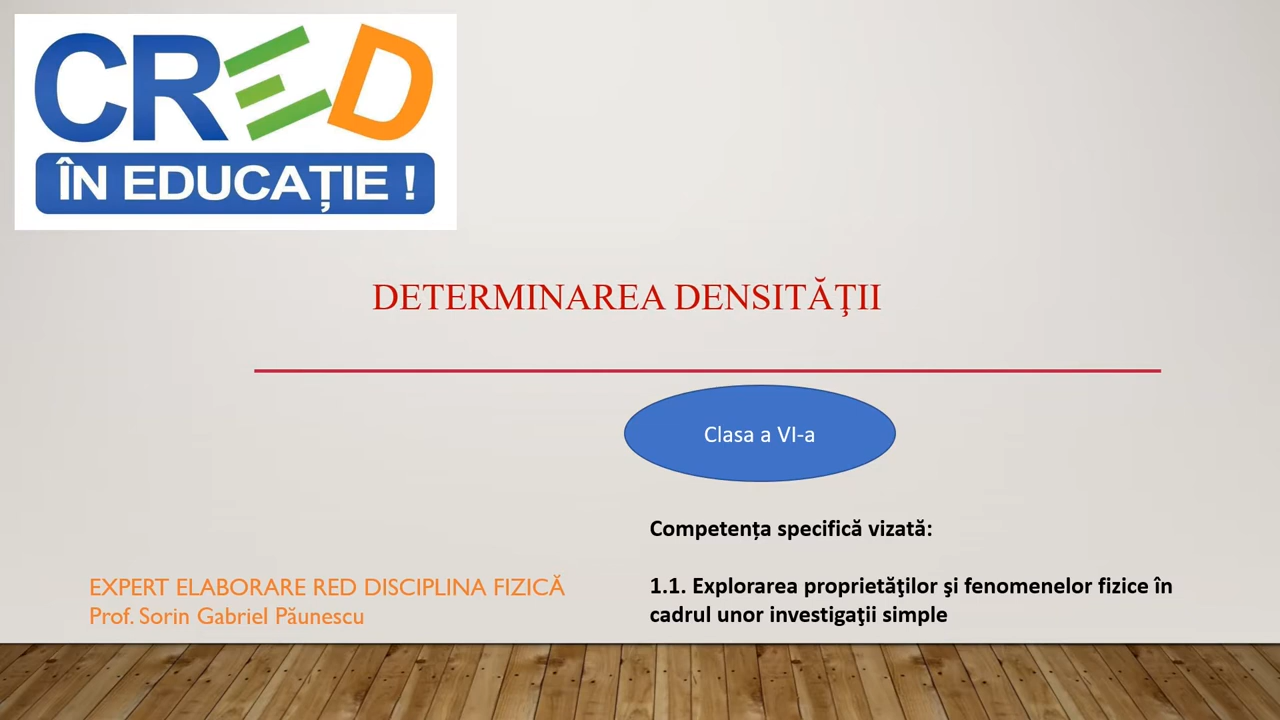 CRED
ÎN EDUCAȚIE !
DETERMINAREA DENSITĂŢII
Clasa a VI-a
Competența specifică vizată:
1.1. Explorarea proprietăţilor şi fenomenelor fizice în
cadrul unor investigaţii simple
EXPERT ELABORARE RED DISCIPLINA FIZICĂ
Prof. Sorin Gabriel Păunescu